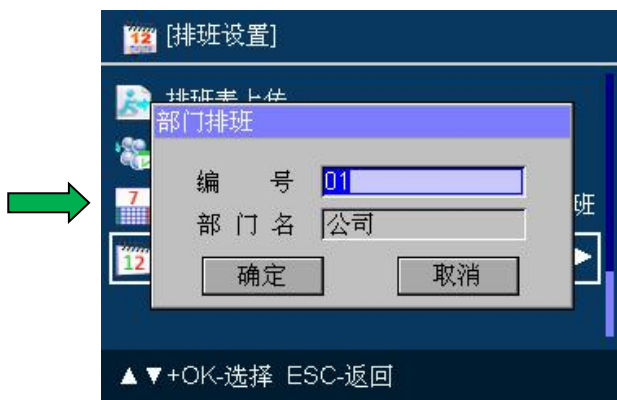 [排班设置]
排班表上传
部门排班
编 号 01
班
部 门 名 公司
确定 取消
▲▼+OK-选择 ESC-返回